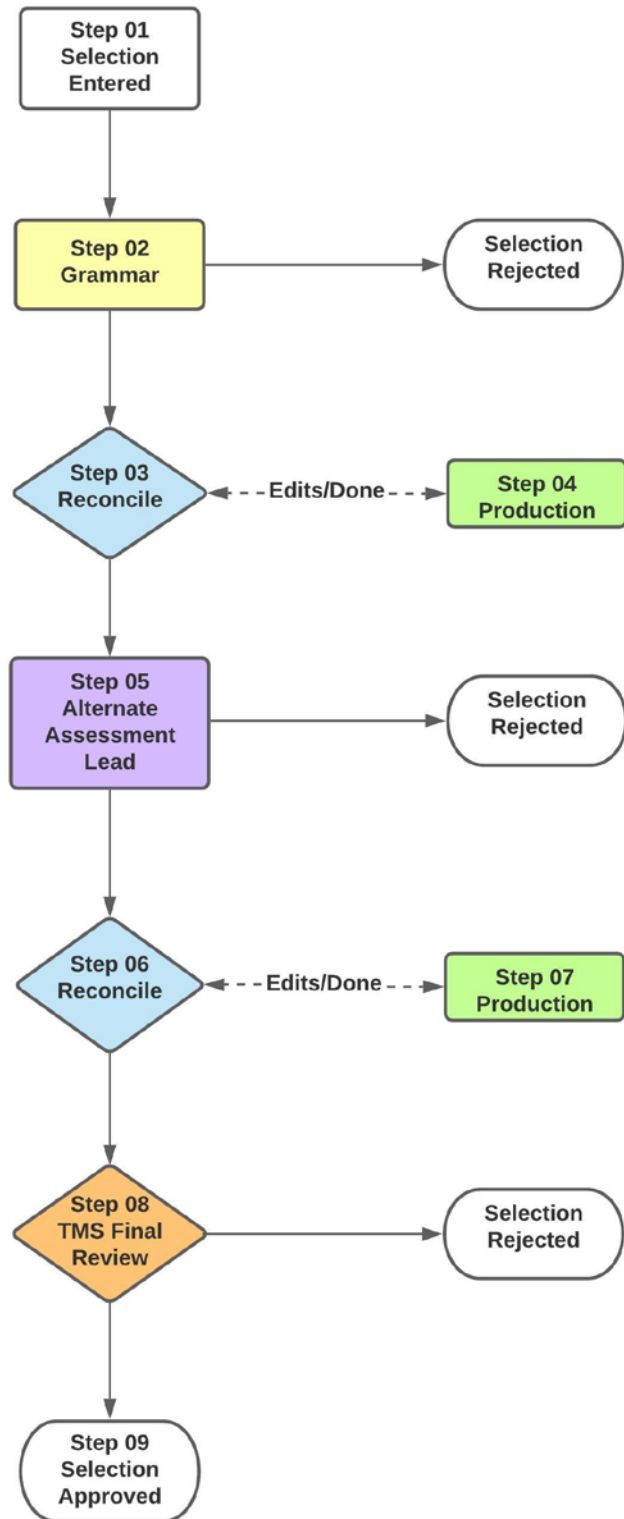 Step 01
Selection
Entered
Step 02
Grammar
Selection
Rejected
Step 03
Reconcile
Edits/Done
Step 04
Production
Step 05
Alternate
Assessment
Lead
Selection
Rejected
Step 06
Reconcile
Edits/Done
Step 07
Production
Step 08
TMS Final
Review
Selection
Rejected
Step 09
Selection
Approved